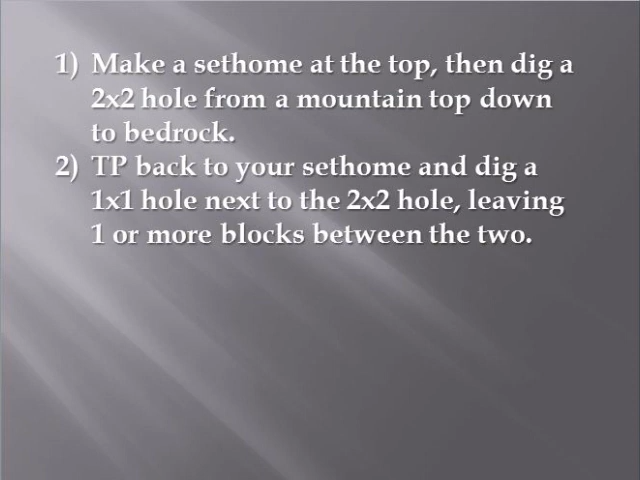 1) Make a sethome at the top, then dig a
2x2 hole from a mountain top down
to bedrock.
2) TP back to your sethome and dig a
1x1 hole next to the 2x2 hole, leaving
1 or more blocks between the two.